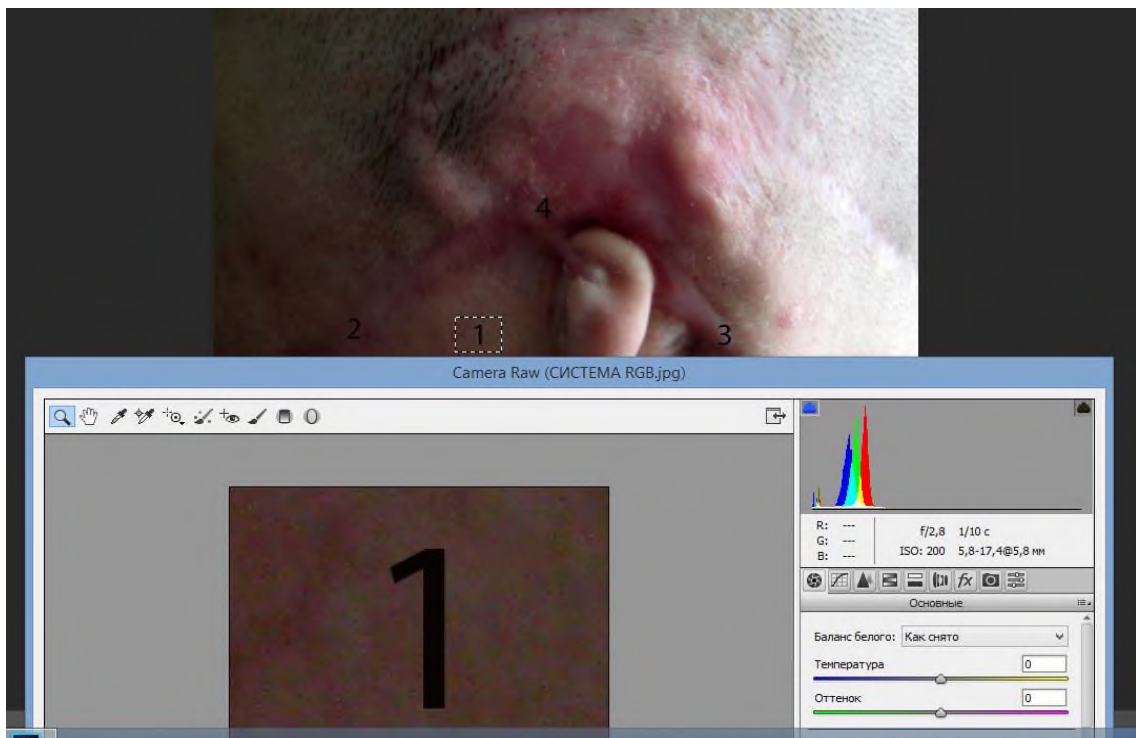 4
2
1
3
Camera Raw (СИСТЕМА RGB.jpg)
R: ---
G: ---
B: ---
f/2,8 1/10 с
ISO: 200 5,8-17,4@5,8 мм
fx
Основные
1
Баланс белого: Как снято
Температура 0
Оттенок 0